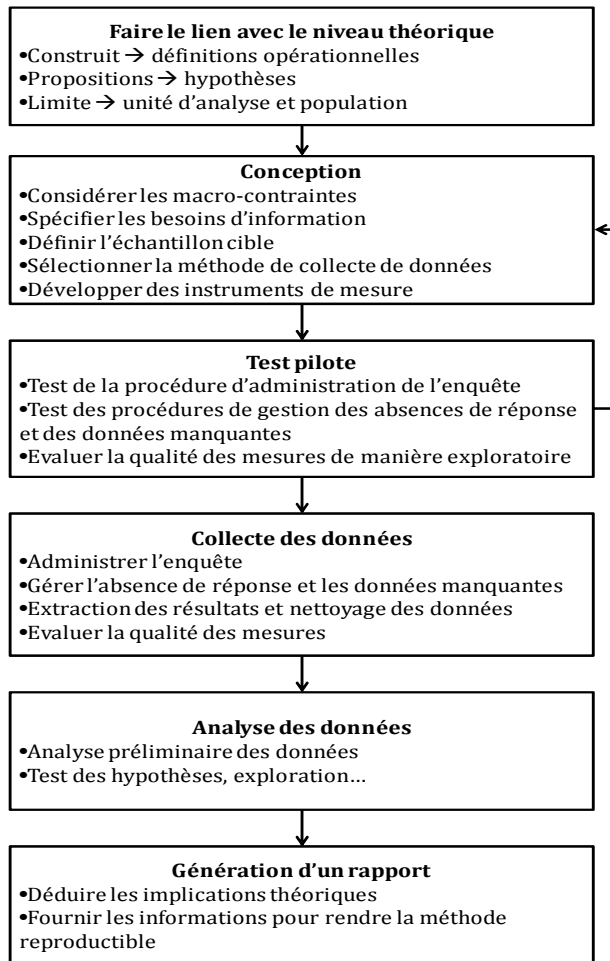 Faire le lien avec le niveau théorique
•Construit → définitions opérationnelles
•Propositions → hypothèses
•Limite → unité d’analyse et population
Conception
•Considérer les macro-contraintes
•Spécifier les besoins d’information
•Définir l’échantillon cible
•Sélectionner la méthode de collecte de données
•Développer des instruments de mesure
Test pilote
•Test de la procédure d’administration de l’enquête
•Test des procédures de gestion des absences de réponse
et des données manquantes
•Evaluer la qualité des mesures de manière exploratoire
Collecte des données
•Administrer l’enquête
•Gérer l’absence de réponse et les données manquantes
•Extraction des résultats et nettoyage des données
•Evaluer la qualité des mesures
Analyse des données
•Analyse préliminaire des données
•Test des hypothèses, exploration…
Génération d’un rapport
•Déduire les implications théoriques
•Fournir les informations pour rendre la méthode
reproductible